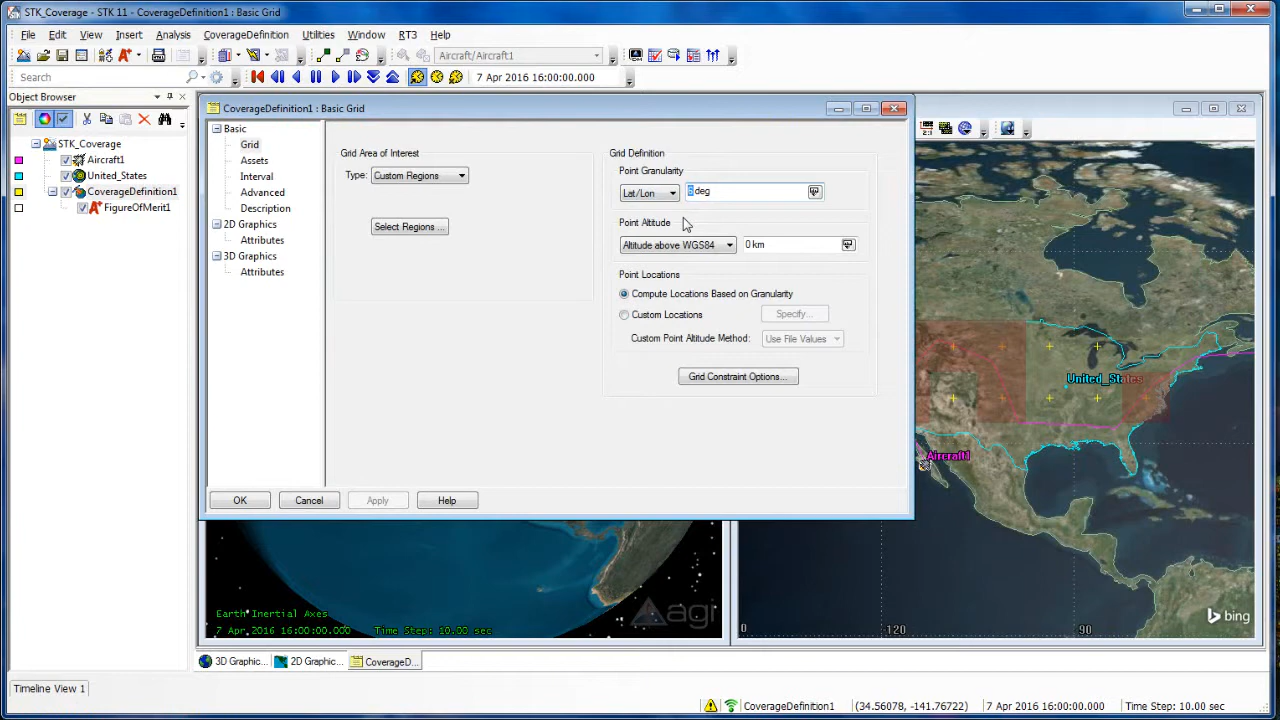 STK_Coverage - STK 11 - CoverageDefinition1 : Basic Grid
File Edit View Insert Analysis CoverageDefinition Utilities Window RT3 Help
Aircraft/Aircraft1
Search
7 Apr 2016 16:00:00.000
Object Browser
STK_Coverage
Aircraft1
United_States
CoverageDefinition1
FigureOfMerit1
CoverageDefinition1 : Basic Grid
Basic
Grid
Assets
Interval
Advanced
Description
2D Graphics
Attributes
3D Graphics
Attributes
Grid Area of Interest
Type: Custom Regions
Select Regions ...
Grid Definition
Point Granularity
Lat/Lon
deg
Point Altitude
Altitude above WGS84 0 km
Point Locations
Compute Locations Based on Granularity
Custom Locations Specify...
Custom Point Altitude Method: Use File Values
Grid Constraint Options...
OK Cancel Apply Help
United_States
Aircraft1
Earth Inertial Axes
7 Apr 2016 16:00:00.000 Time Step: 10.00 sec
agi
0 -120 90
bing
3D Graphic...
2D Graphic...
CoverageD...
Timeline View 1
CoverageDefinition1 (34.56078, -141.76722) 7 Apr 2016 16:00:00.000 Time Step: 10.00 sec